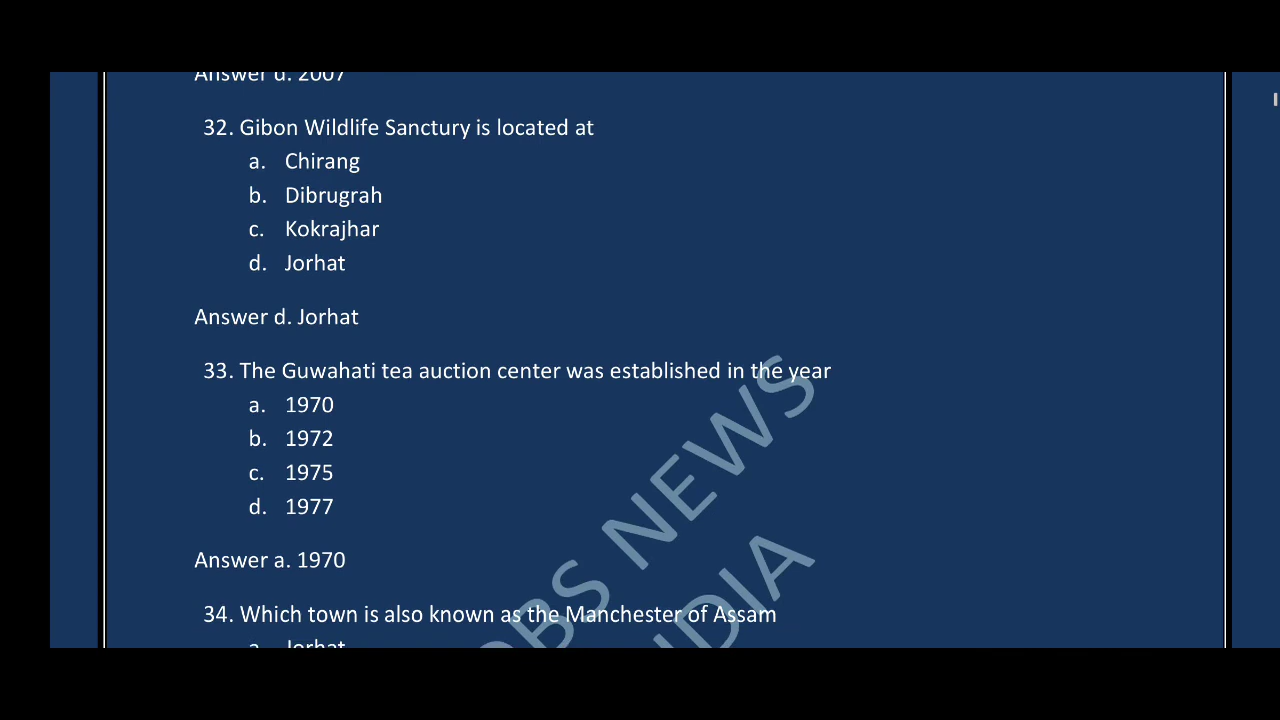 Answer d. 2007
32. Gibon Wildlife Sanctury is located at
a. Chirang
b. Dibrugrah
c. Kokrajhar
d. Jorhat
Answer d. Jorhat
33. The Guwahati tea auction center was established in the year
a. 1970
b. 1972
c. 1975
d. 1977
Answer a. 1970
34. Which town is also known as the Manchester of Assam
a. Jorhat
NEWS